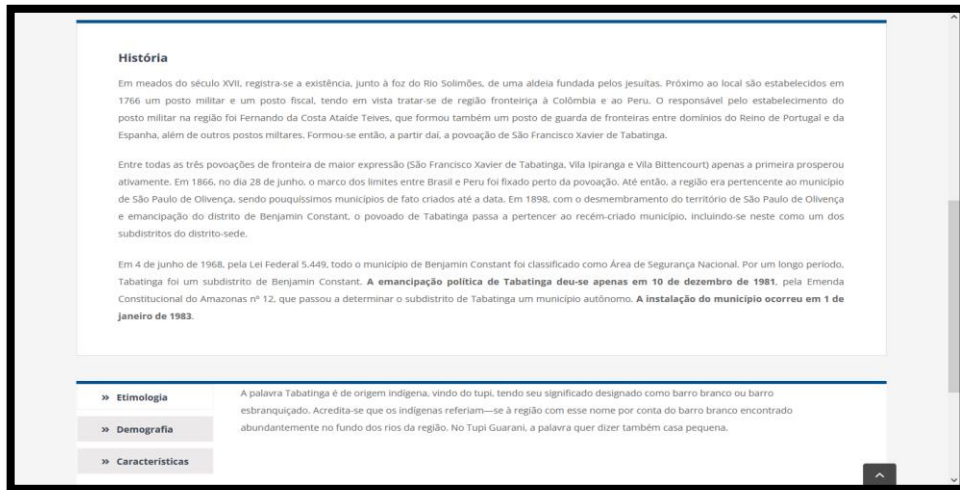 História
Em meados do século XVII, registra-se a existência, junto à foz do Rio Solimões, de uma aldeia fundada pelos jesuítas. Próximo ao local são estabelecidos em
1766 um posto militar e um posto fiscal, tendo em vista tratar-se de região fronteiriça à Colômbia e ao Peru. O responsável pelo estabelecimento do
posto militar na região foi Fernando da Costa Ataíde Teives, que formou também um posto de guarda de fronteiras entre domínios do Reino de Portugal e da
Espanha, além de outros postos miltares. Formou-se então, a partir daí, a povoação de São Francisco Xavier de Tabatinga.
Entre todas as três povoações de fronteira de maior expressão (São Francisco Xavier de Tabatinga, Vila Ipiranga e Vila Bittencourt) apenas a primeira prosperou
ativamente. Em 1866, no dia 28 de junho, o marco dos limites entre Brasil e Peru foi fixado perto da povoação. Até então, a região era pertencente ao município
de São Paulo de Olivença, sendo pouquíssimos municípios de fato criados até a data. Em 1898, com o desmembramento do território de São Paulo de Olivença
e emancipação do distrito de Benjamin Constant, o povoado de Tabatinga passa a pertencer ao recém-criado município, incluindo-se neste como um dos
subdistritos do distrito-sede.
Em 4 de junho de 1968, pela Lei Federal 5.449, todo o município de Benjamin Constant foi classificado como Área de Segurança Nacional. Por um longo período,
Tabatinga foi um subdistrito de Benjamin Constant. A emancipação política de Tabatinga deu-se apenas em 10 de dezembro de 1981, pela Emenda
Constitucional do Amazonas nº 12, que passou a determinar o subdistrito de Tabatinga um município autônomo. A instalação do município ocorreu em 1 de
janeiro de 1983.
» Etimologia
» Demografia
» Características
A palavra Tabatinga é de origem indígena, vindo do tupi, tendo seu significado designado como barro branco ou barro
esbranquiçado. Acredita-se que os indígenas referiam—se à região com esse nome por conta do barro branco encontrado
abundantemente no fundo dos rios da região. No Tupi Guarani, a palavra quer dizer também casa pequena.